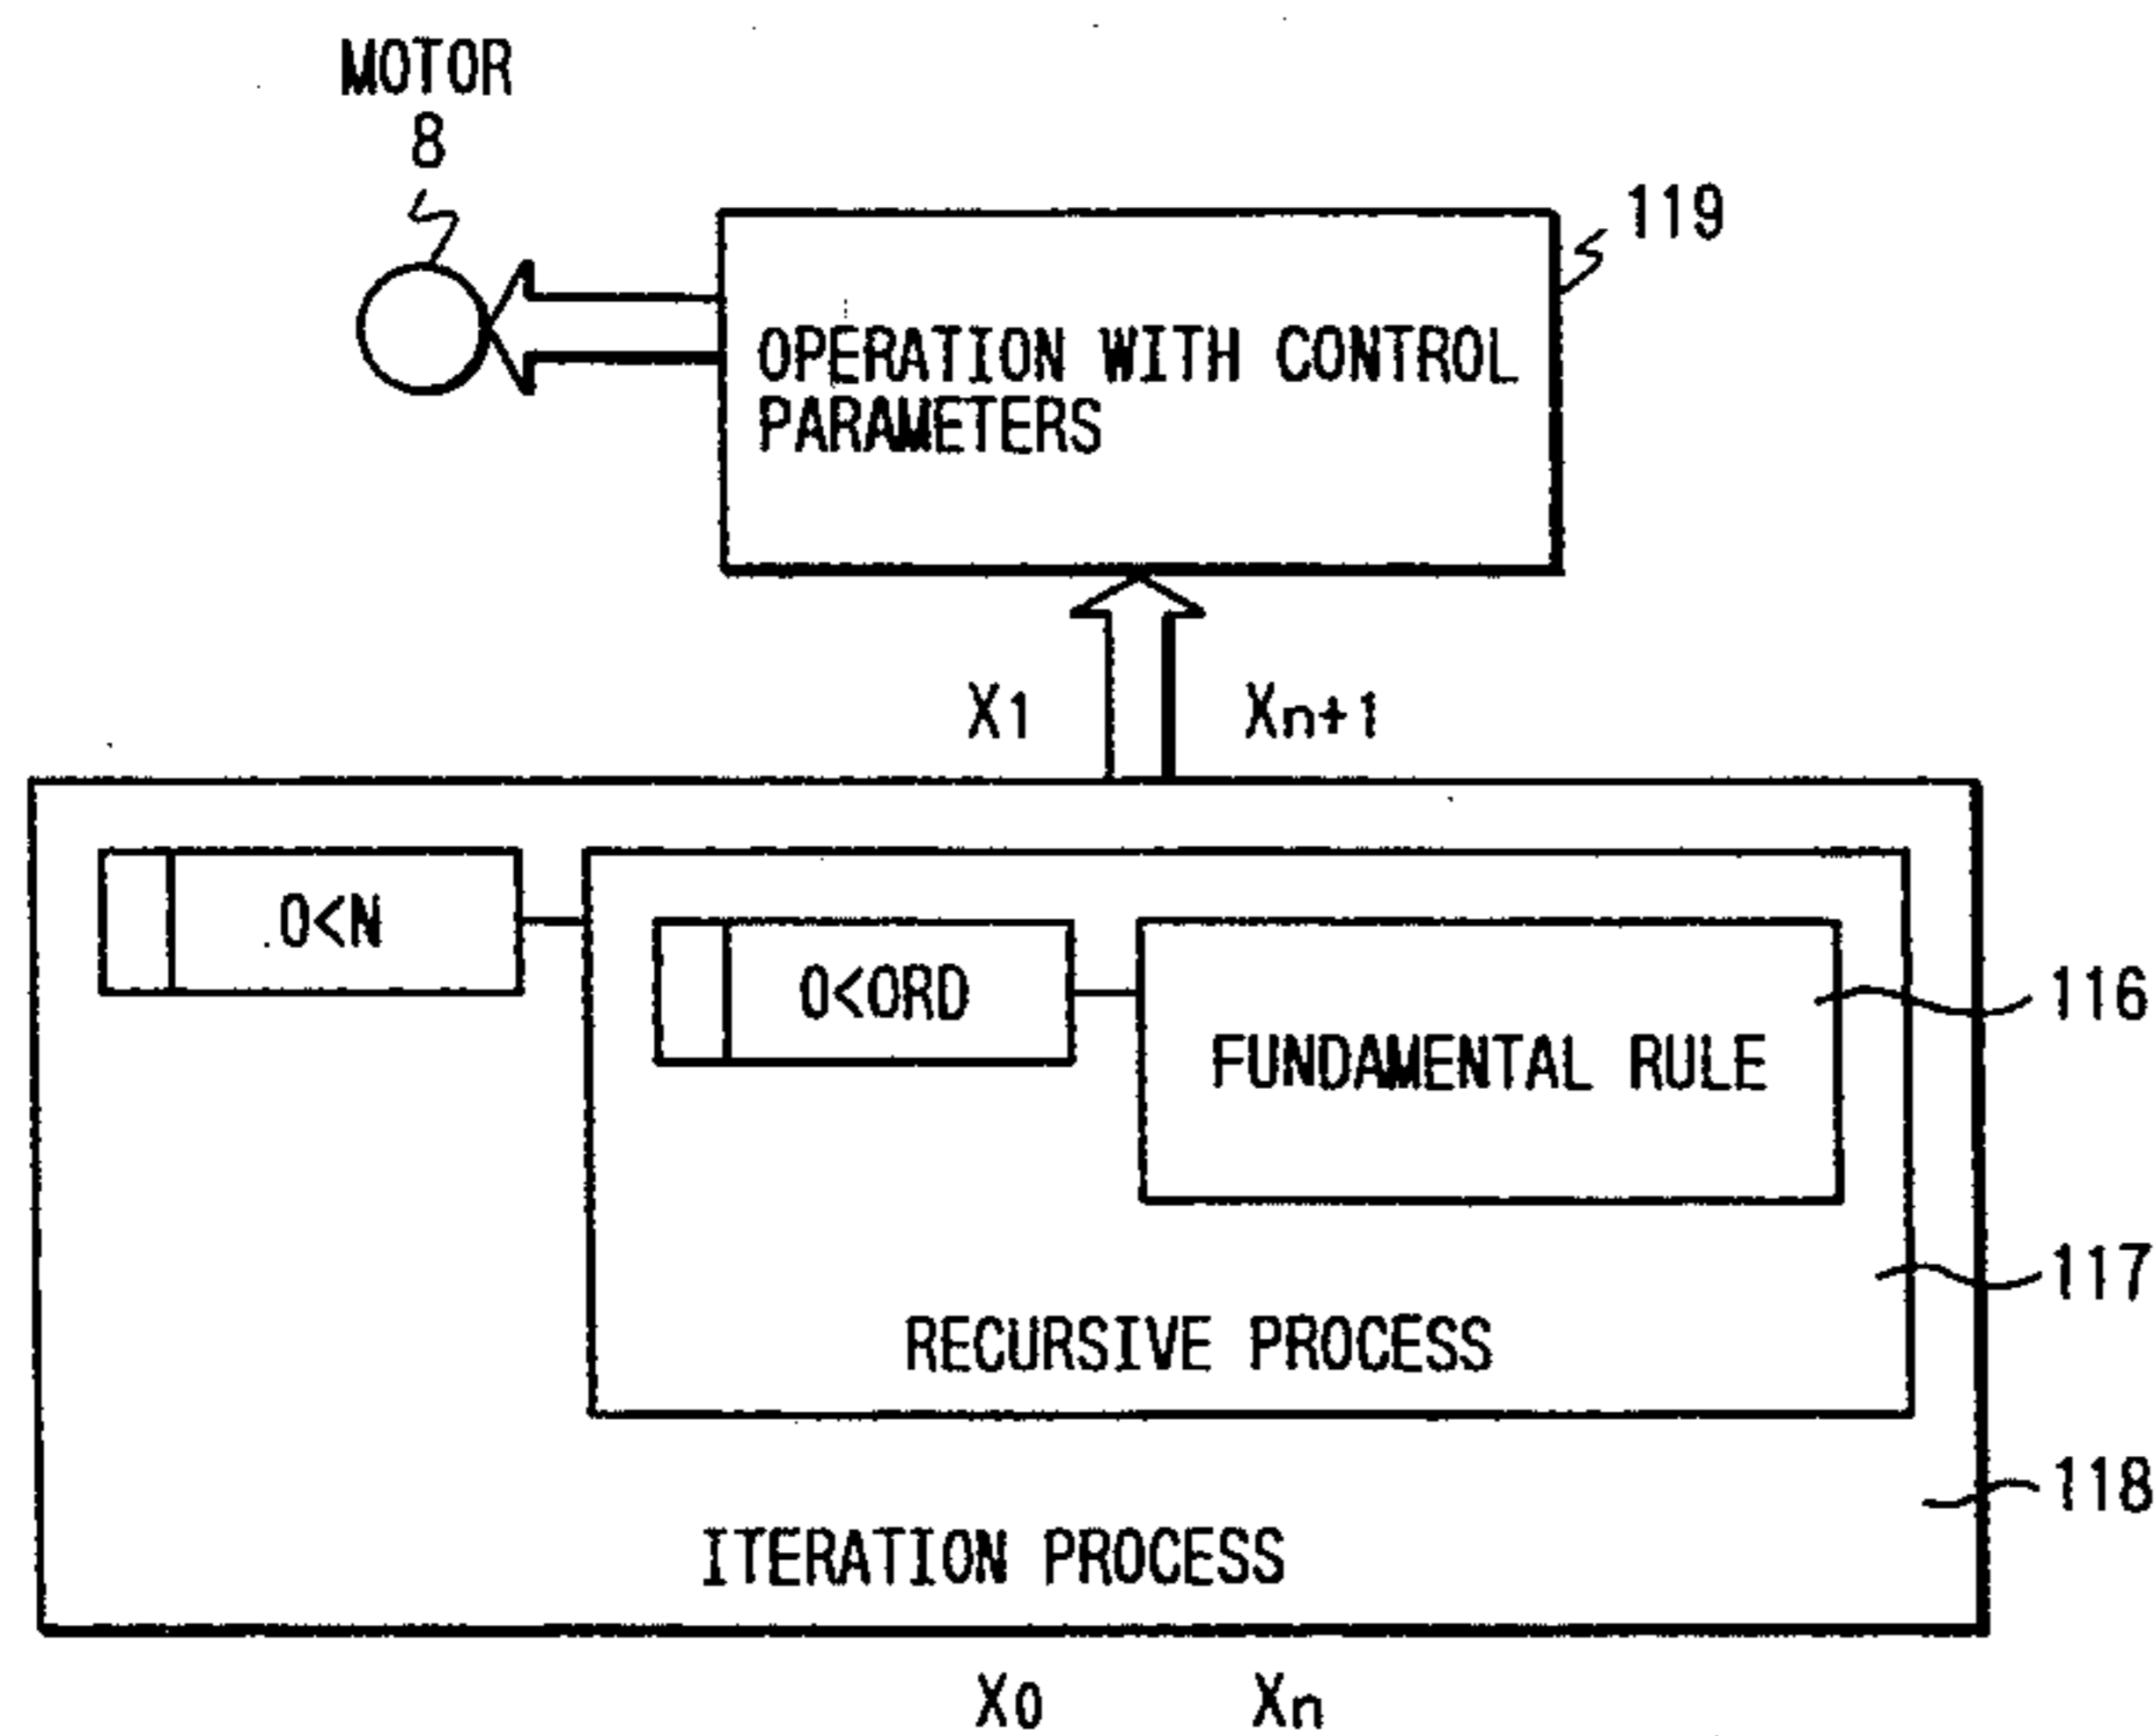 MOTOR
8
119
OPERATION WITH CONTROL
PARAMETERS
X1
Xn+1
0<N
0<ORD
116
FUNDAMENTAL RULE
117
RECURSIVE PROCESS
118
ITERATION PROCESS
X0
Xn